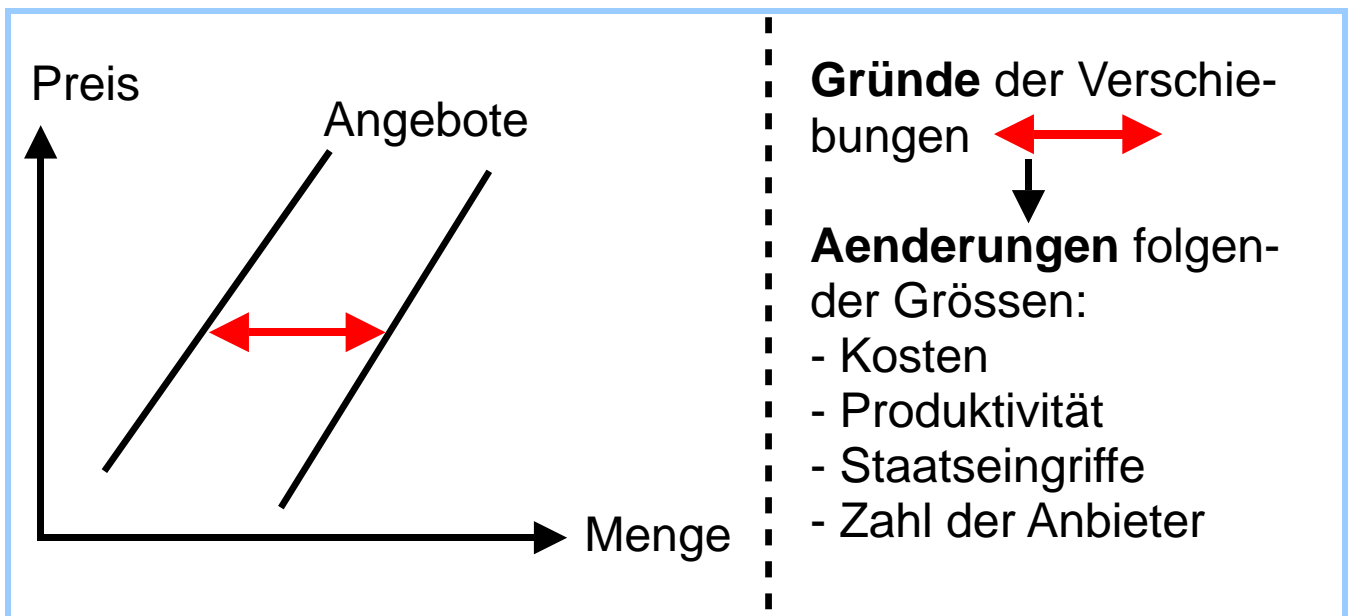 Preis
Angebote
Menge
Gründe der Verschie-
bungen
Aenderungen folgen-
der Grössen:
- Kosten
- Produktivität
- Staatseingriffe
- Zahl der Anbieter